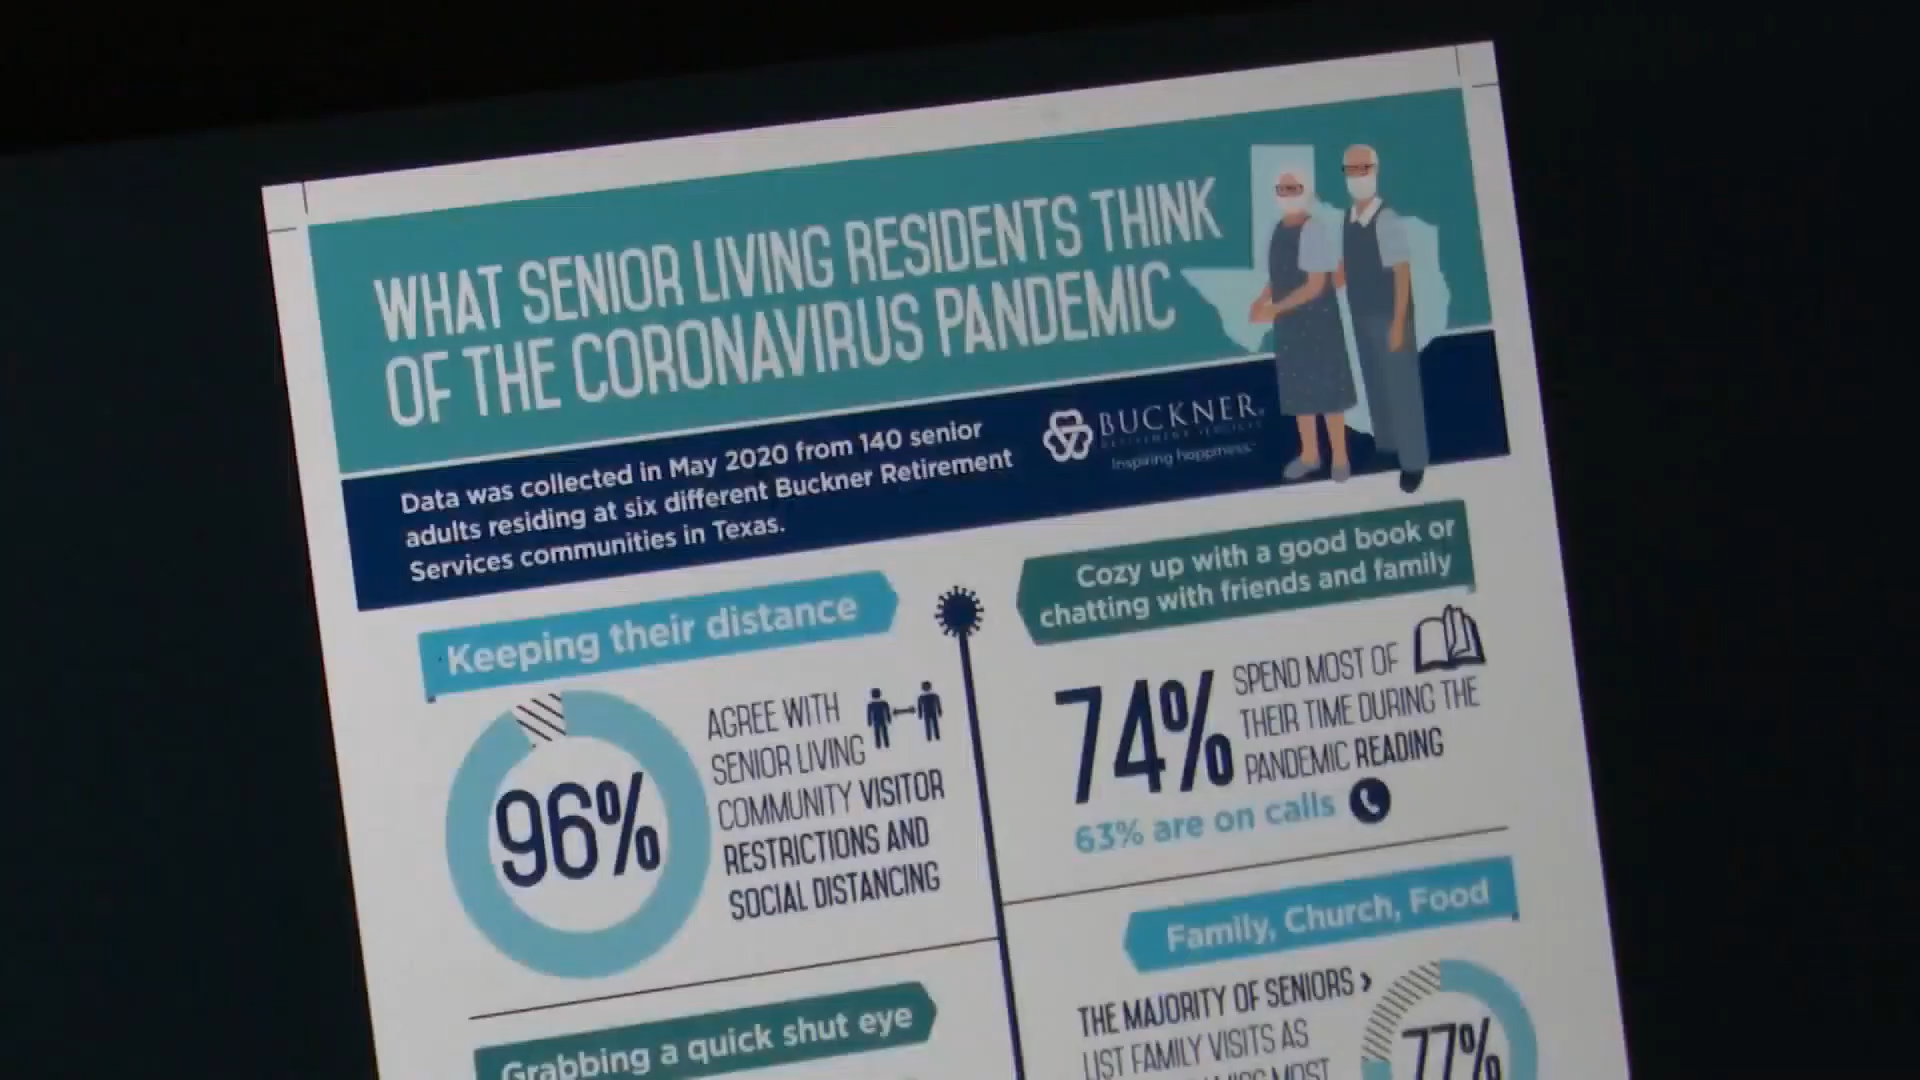 WHAT SENIOR LIVING RESIDENTS THINK
OF THE CORONAVIRUS PANDEMIC
Data was collected in May 2020 from 140 senior
adults residing at six different Buckner Retirement
Services communities in Texas.
BUCKNER
Inspiring happiness
Keeping their distance
96%
AGREE WITH
SENIOR LIVING
COMMUNITY VISITOR
RESTRICTIONS AND
SOCIAL DISTANCING
Grabbing a quick shut eye
Cozy up with a good book or
chatting with friends and family
74%
SPEND MOST OF
THEIR TIME DURING THE
PANDEMIC READING
63% are on calls
Family, Church, Food
THE MAJORITY OF SENIORS >
LIST FAMILY VISITS AS
MOST
77%